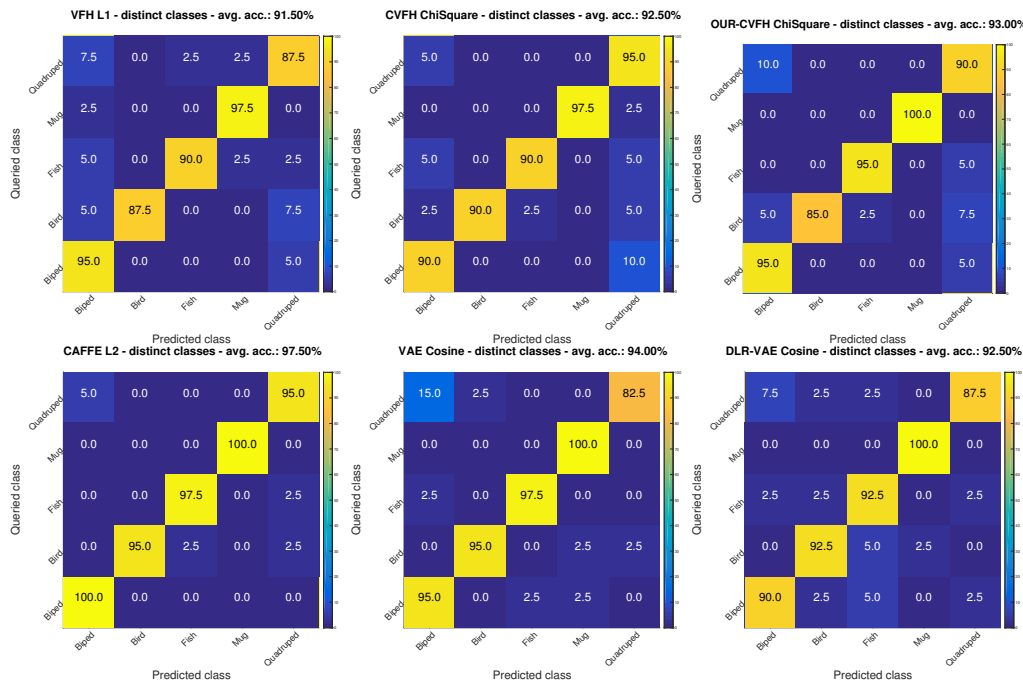 VFH L1 - distinct classes - avg. acc.: 91.50%
Queried class
Quadruped 7.5 0.0 2.5 2.5 87.5
Mug 2.5 0.0 0.0 97.5 0.0
Fish 5.0 0.0 90.0 2.5 2.5
Bird 5.0 87.5 0.0 0.0 7.5
Biped 95.0 0.0 0.0 0.0 5.0
Biped Bird Fish Mug Quadruped
Predicted class
CVFH ChiSquare - distinct classes - avg. acc.: 92.50%
Queried class
Quadruped 5.0 0.0 0.0 0.0 95.0
Mug 0.0 0.0 0.0 97.5 2.5
Fish 5.0 0.0 90.0 0.0 5.0
Bird 2.5 90.0 2.5 0.0 5.0
Biped 90.0 0.0 0.0 0.0 10.0
Biped Bird Fish Mug Quadruped
Predicted class
OUR-CVFH ChiSquare - distinct classes - avg. acc.: 93.00%
Queried class
Quadruped 10.0 0.0 0.0 0.0 90.0
Mug 0.0 0.0 0.0 100.0 0.0
Fish 0.0 0.0 95.0 0.0 5.0
Bird 5.0 85.0 2.5 0.0 7.5
Biped 95.0 0.0 0.0 0.0 5.0
Biped Bird Fish Mug Quadruped
Predicted class
CAFFE L2 - distinct classes - avg. acc.: 97.50%
Queried class
Quadruped 5.0 0.0 0.0 0.0 95.0
Mug 0.0 0.0 0.0 100.0 0.0
Fish 0.0 0.0 97.5 0.0 2.5
Bird 0.0 95.0 2.5 0.0 2.5
Biped 100.0 0.0 0.0 0.0 0.0
Biped Bird Fish Mug Quadruped
Predicted class
VAE Cosine - distinct classes - avg. acc.: 94.00%
Queried class
Quadruped 15.0 2.5 0.0 0.0 82.5
Mug 0.0 0.0 0.0 100.0 0.0
Fish 2.5 0.0 97.5 0.0 0.0
Bird 0.0 95.0 0.0 2.5 2.5
Biped 95.0 0.0 2.5 2.5 0.0
Biped Bird Fish Mug Quadruped
Predicted class
DLR-VAE Cosine - distinct classes - avg. acc.: 92.50%
Queried class
Quadruped 7.5 2.5 2.5 0.0 87.5
Mug 0.0 0.0 0.0 100.0 0.0
Fish 2.5 2.5 92.5 0.0 2.5
Bird 0.0 92.5 5.0 2.5 0.0
Biped 90.0 2.5 5.0 0.0 2.5
Biped Bird Fish Mug Quadruped
Predicted class